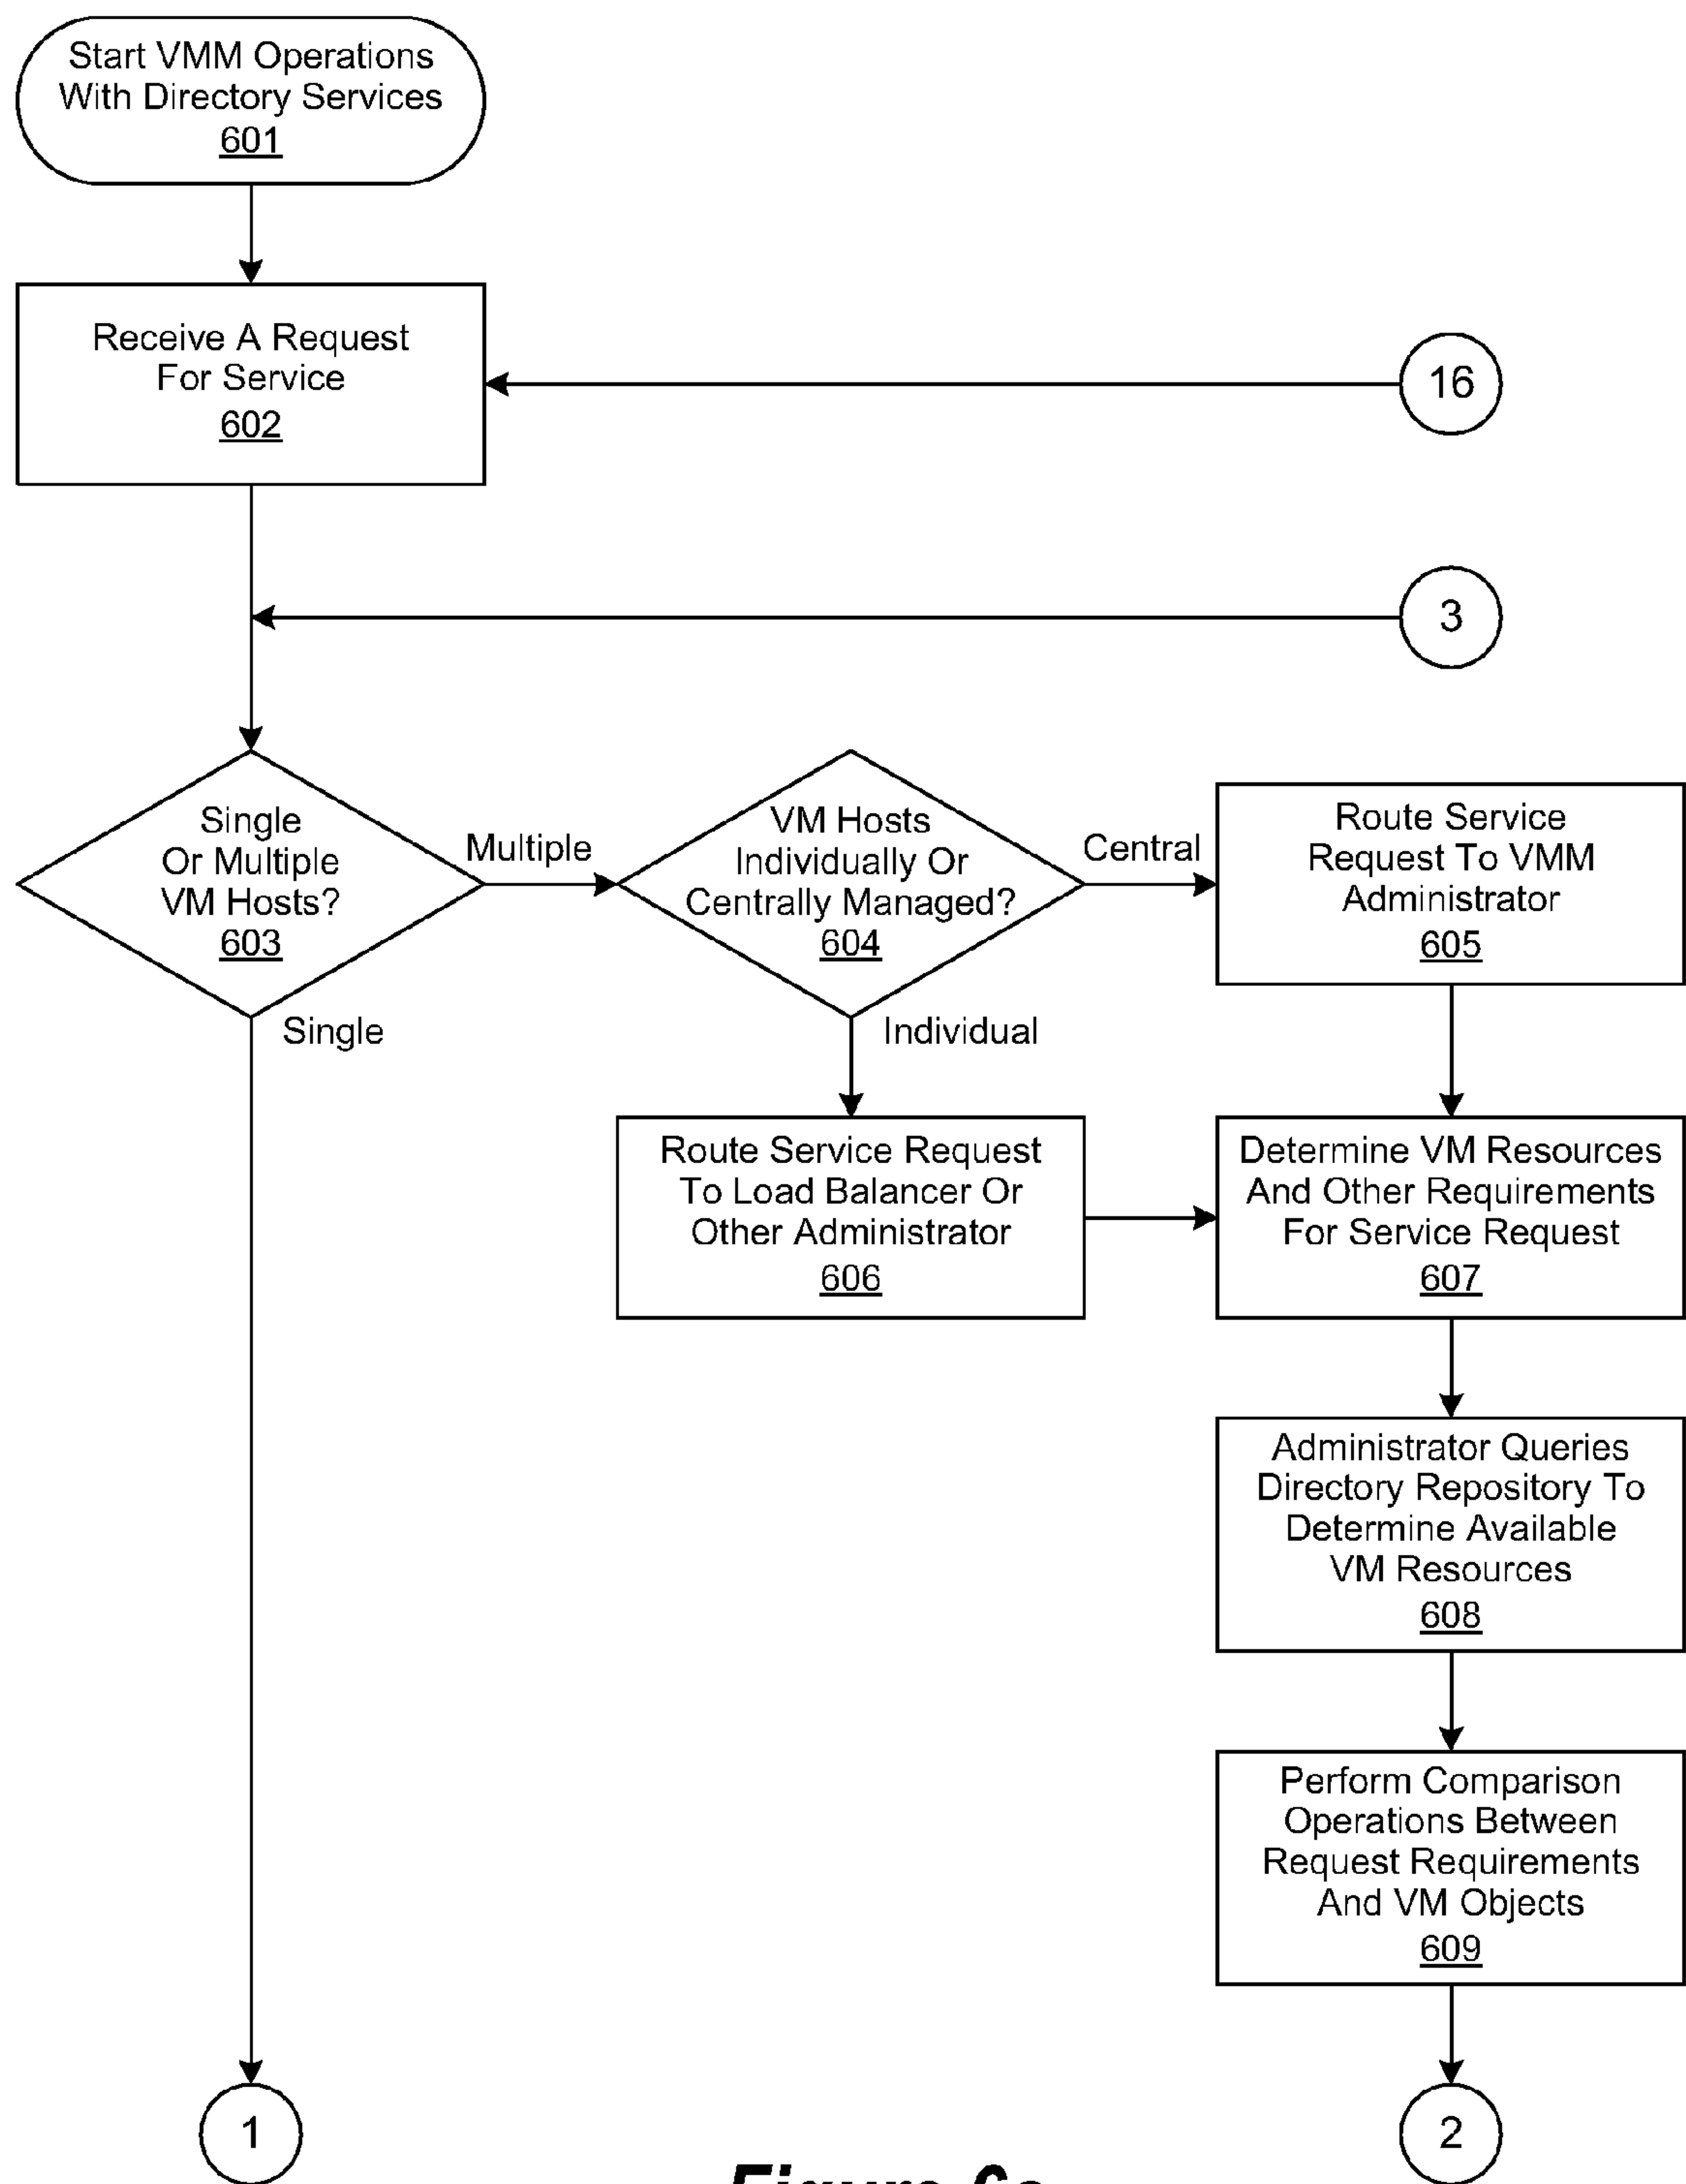 Start VMM Operations
With Directory Services
601
Receive A Request
For Service
602
16
3
Single
Or Multiple
VM Hosts?
603
Multiple
Single
VM Hosts
Individually Or
Centrally Managed?
604
Central
Individual
Route Service
Request To VMM
Administrator
605
Route Service Request
To Load Balancer Or
Other Administrator
606
Determine VM Resources
And Other Requirements
For Service Request
607
Administrator Queries
Directory Repository To
Determine Available
VM Resources
608
Perform Comparison
Operations Between
Request Requirements
And VM Objects
609
1
2